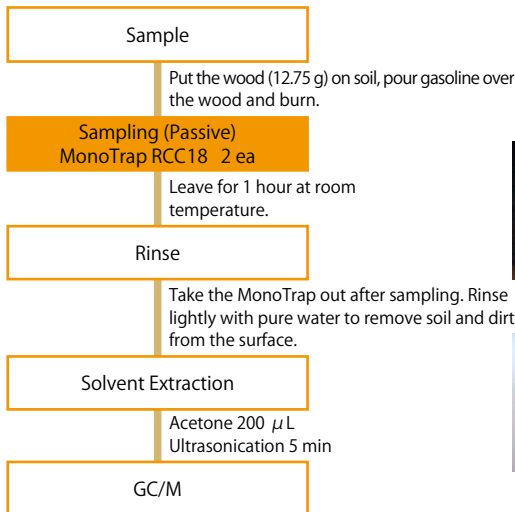 Sample
Put the wood (12.75 g) on soil, pour gasoline over
the wood and burn.
Sampling (Passive)
MonoTrap RCC18 2 ea
Leave for 1 hour at room
temperature.
Rinse
Take the MonoTrap out after sampling. Rinse
lightly with pure water to remove soil and dirt
from the surface.
Solvent Extraction
Acetone 200 μL
Ultrasonication 5 min
GC/M